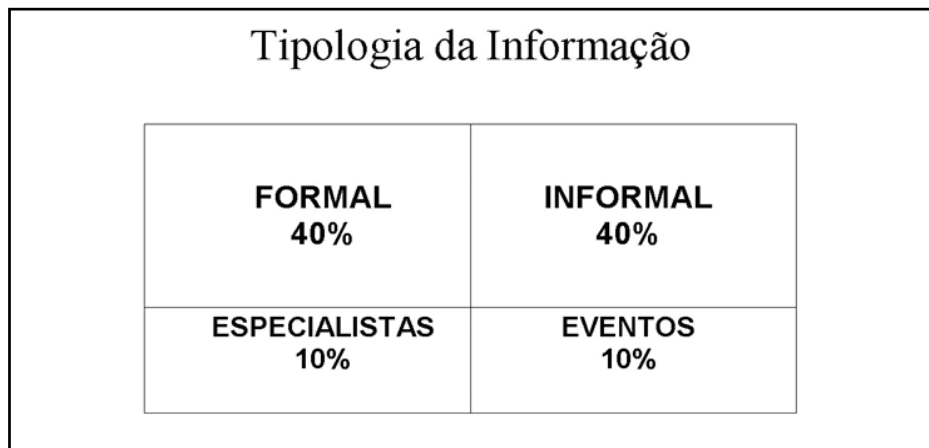 Tipologia da Informação
FORMAL
40%
INFORMAL
40%
ESPECIALISTAS
10%
EVENTOS
10%